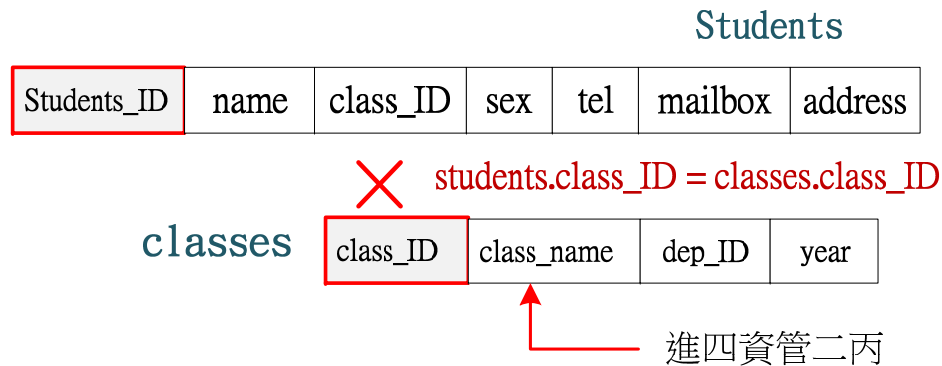 Students
Students_ID name class_ID sex tel mailbox address
students.class_ID = classes.class_ID
classes class_ID class_name dep_ID year
進四資管二丙